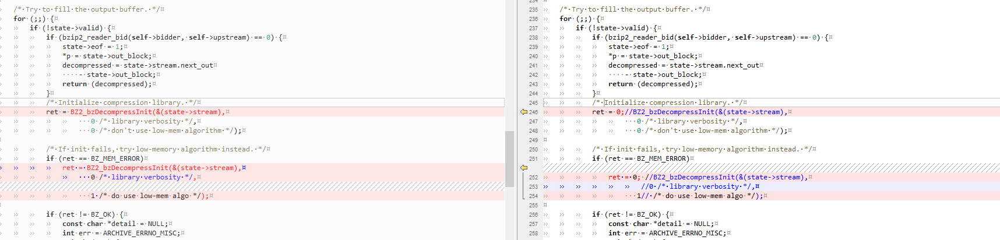 /* Try to fill the output buffer. */
for (;;) {
if (!state->valid) {
if (bzip2_reader_bid(self->bidder, self->upstream) == 0) {
state->eof = 1;
*p = state->out_block;
decompressed = state->stream.next_out
- state->out_block;
return (decompressed);
}
/* Initialize compression library. */
ret = BZ2_bzDecompressInit(&(state->stream),
0 /* library verbosity */,
0 /* don't use low-mem algorithm */);
/* If init fails, try low-memory algorithm instead. */
if (ret == BZ_MEM_ERROR)
ret = BZ2_bzDecompressInit(&(state->stream),
0 /* library verbosity */,
1 /* do use low-mem algo */);
if (ret != BZ_OK) {
const char *detail = NULL;
int err = ARCHIVE_ERRNO_MISC;
234
235 /* Try to fill the output buffer. */
236 for (;;) {
237 if (!state->valid) {
238 if (bzip2_reader_bid(self->bidder, self->upstream) == 0) {
239 state->eof = 1;
240 *p = state->out_block;
241 decompressed = state->stream.next_out
242 - state->out_block;
243 return (decompressed);
244 }
245 /* Initialize compression library. */
246 ret = 0;//BZ2_bzDecompressInit(&(state->stream),
247 0 /* library verbosity */,
248 0 /* don't use low-mem algorithm */);
249
250 /* If init fails, try low-memory algorithm instead. */
251 if (ret == BZ_MEM_ERROR)
252 ret = 0; //BZ2_bzDecompressInit(&(state->stream),
253 //0 /* library verbosity */,
254 1// /* do use low-mem algo */);
255
256 if (ret != BZ_OK) {
257 const char *detail = NULL;
258 int err = ARCHIVE_ERRNO_MISC;